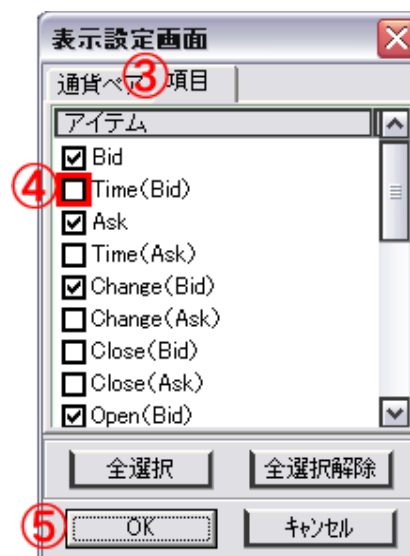 表示設定画面
通貨ペア ③ 項目
アイテム
Bid
④ Time(Bid)
Ask
Time(Ask)
Change(Bid)
Change(Ask)
Close(Bid)
Close(Ask)
Open(Bid)
全選択 全選択解除
⑤ OK キャンセル